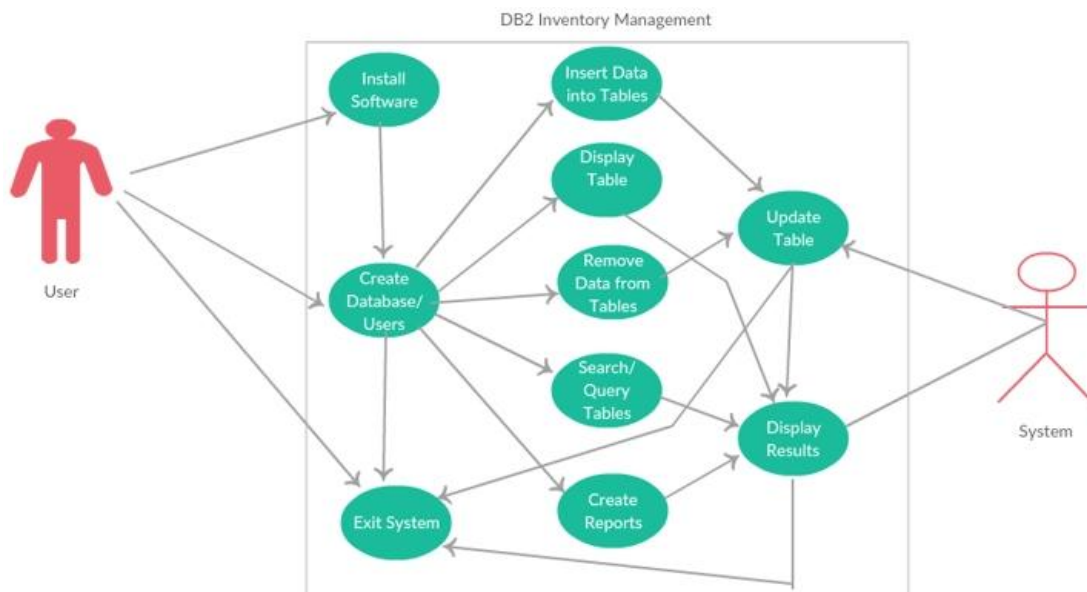 DB2 Inventory Management
Install
Software
Insert Data
into Tables
Display
Table
Update
Table
User
Create
Database/
Users
Remove
Data from
Tables
Search/
Query
Tables
Display
Results
System
Exit System
Create
Reports